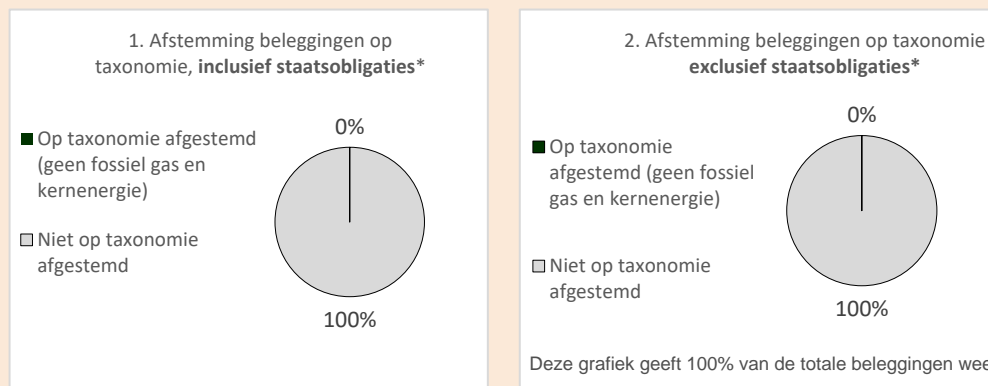 1. Afstemming beleggingen op
taxonomie, inclusief staatsobligaties*
Op taxonomie afgestemd
(geen fossiel gas en
kernenergie)
Niet op taxonomie
afgestemd
0%
100%
2. Afstemming beleggingen op taxonomie
exclusief staatsobligaties*
Op taxonomie
afgestemd (geen fossiel
gas en kernenergie)
Niet op taxonomie
afgestemd
0%
100%
Deze grafiek geeft 100% van de totale beleggingen wee